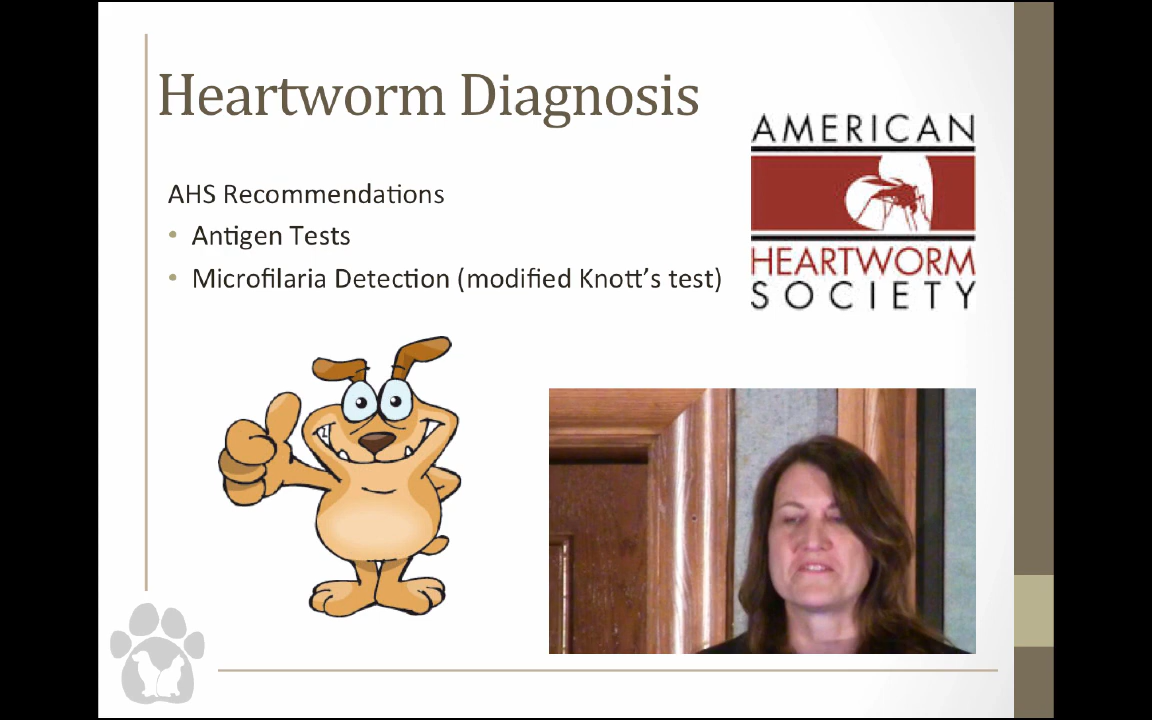 Heartworm Diagnosis
AHS Recommendations
• Antigen Tests
• Microfilaria Detection (modified Knott's test)
AMERICAN
HEARTWORM
SOCIETY